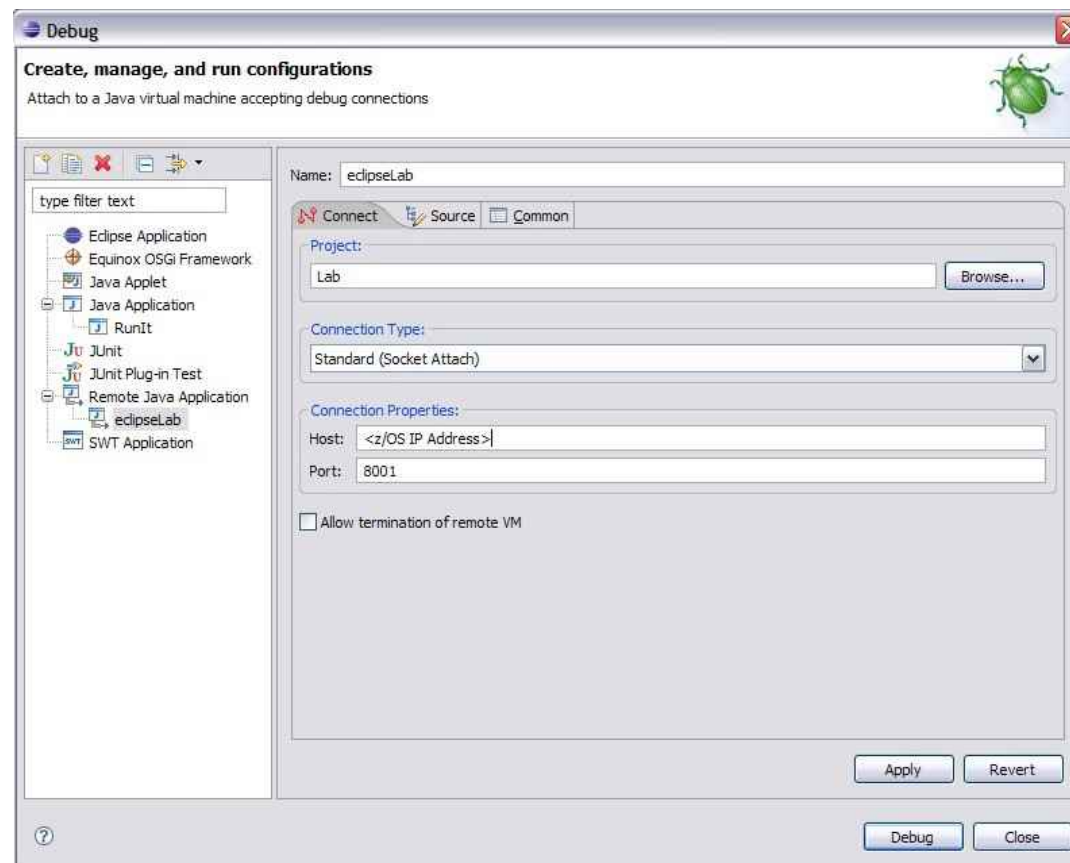 Debug
Create, manage, and run configurations
Attach to a Java virtual machine accepting debug connections
type filter text
Eclipse Application
Equinox OSGi Framework
Java Applet
Java Application
RunIt
JUnit
JUnit Plug-in Test
Remote Java Application
eclipseLab
SWT Application
Name: eclipseLab
Connect Source Common
Project:
Lab Browse...
Connection Type:
Standard (Socket Attach)
Connection Properties:
Host: <z/OS IP Address>
Port: 8001
Allow termination of remote VM
Apply Revert
Debug Close